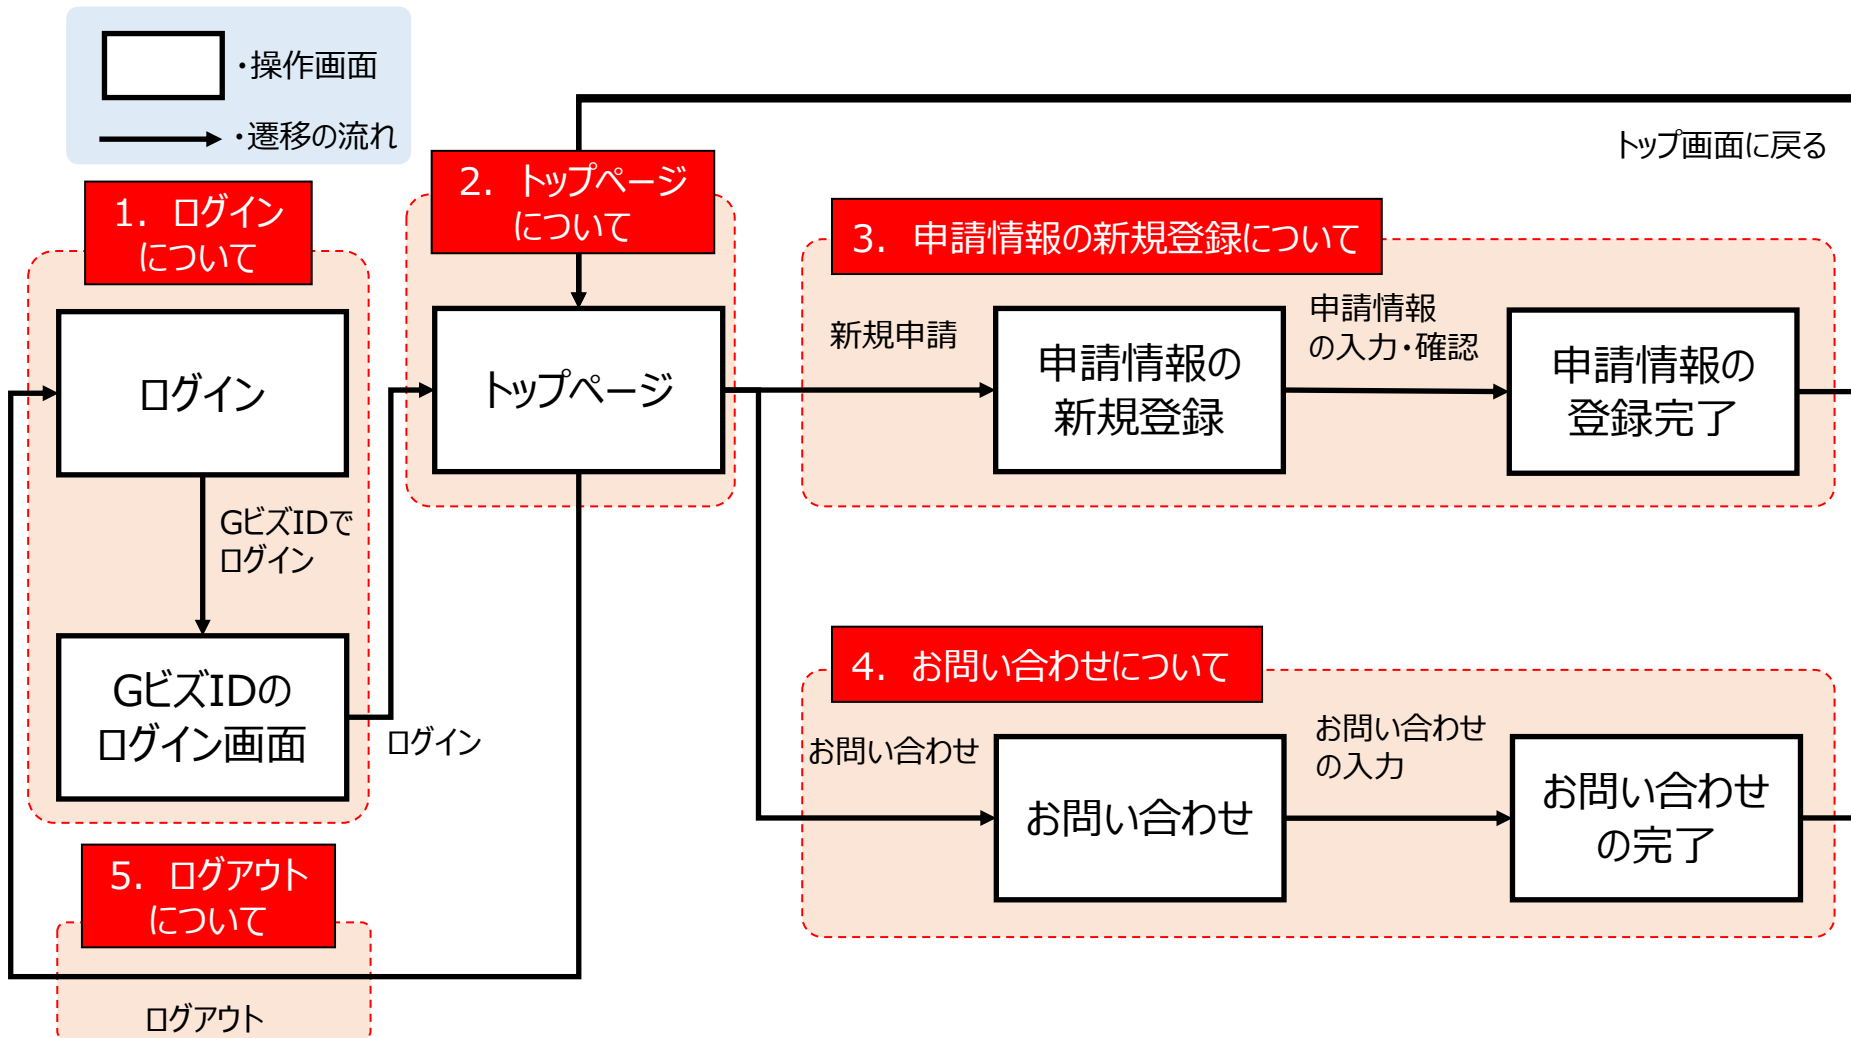 ・操作画面
・遷移の流れ
トップ画面に戻る
1. ログイン
について
2. トップページ
について
3. 申請情報の新規登録について
ログイン
GビズIDで
ログイン
GビズIDの
ログイン画面
ログイン
トップページ
新規申請
申請情報の
新規登録
申請情報
の入力・確認
申請情報の
登録完了
4. お問い合わせについて
お問い合わせ
お問い合わせ
お問い合わせ
の入力
お問い合わせ
の完了
5. ログアウト
について
ログアウト